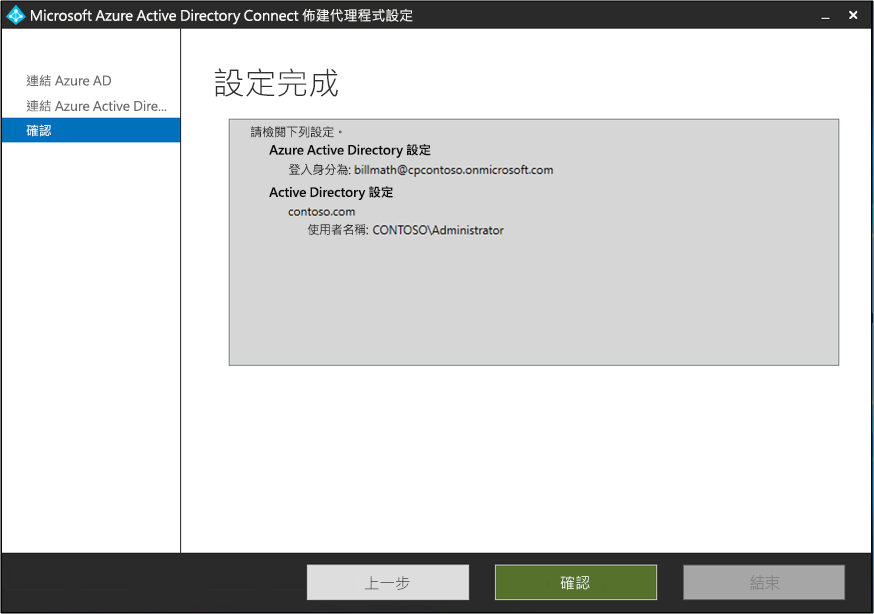 Microsoft Azure Active Directory Connect 佈建代理程式設定
連結 Azure AD
連結 Azure Active Dire...
確認
設定完成
請檢閱下列設定。
Azure Active Directory 設定
登入身分為: billmath@cpcontoso.onmicrosoft.com
Active Directory 設定
contoso.com
使用者名稱: CONTOSO\Administrator
上一步
確認
結束